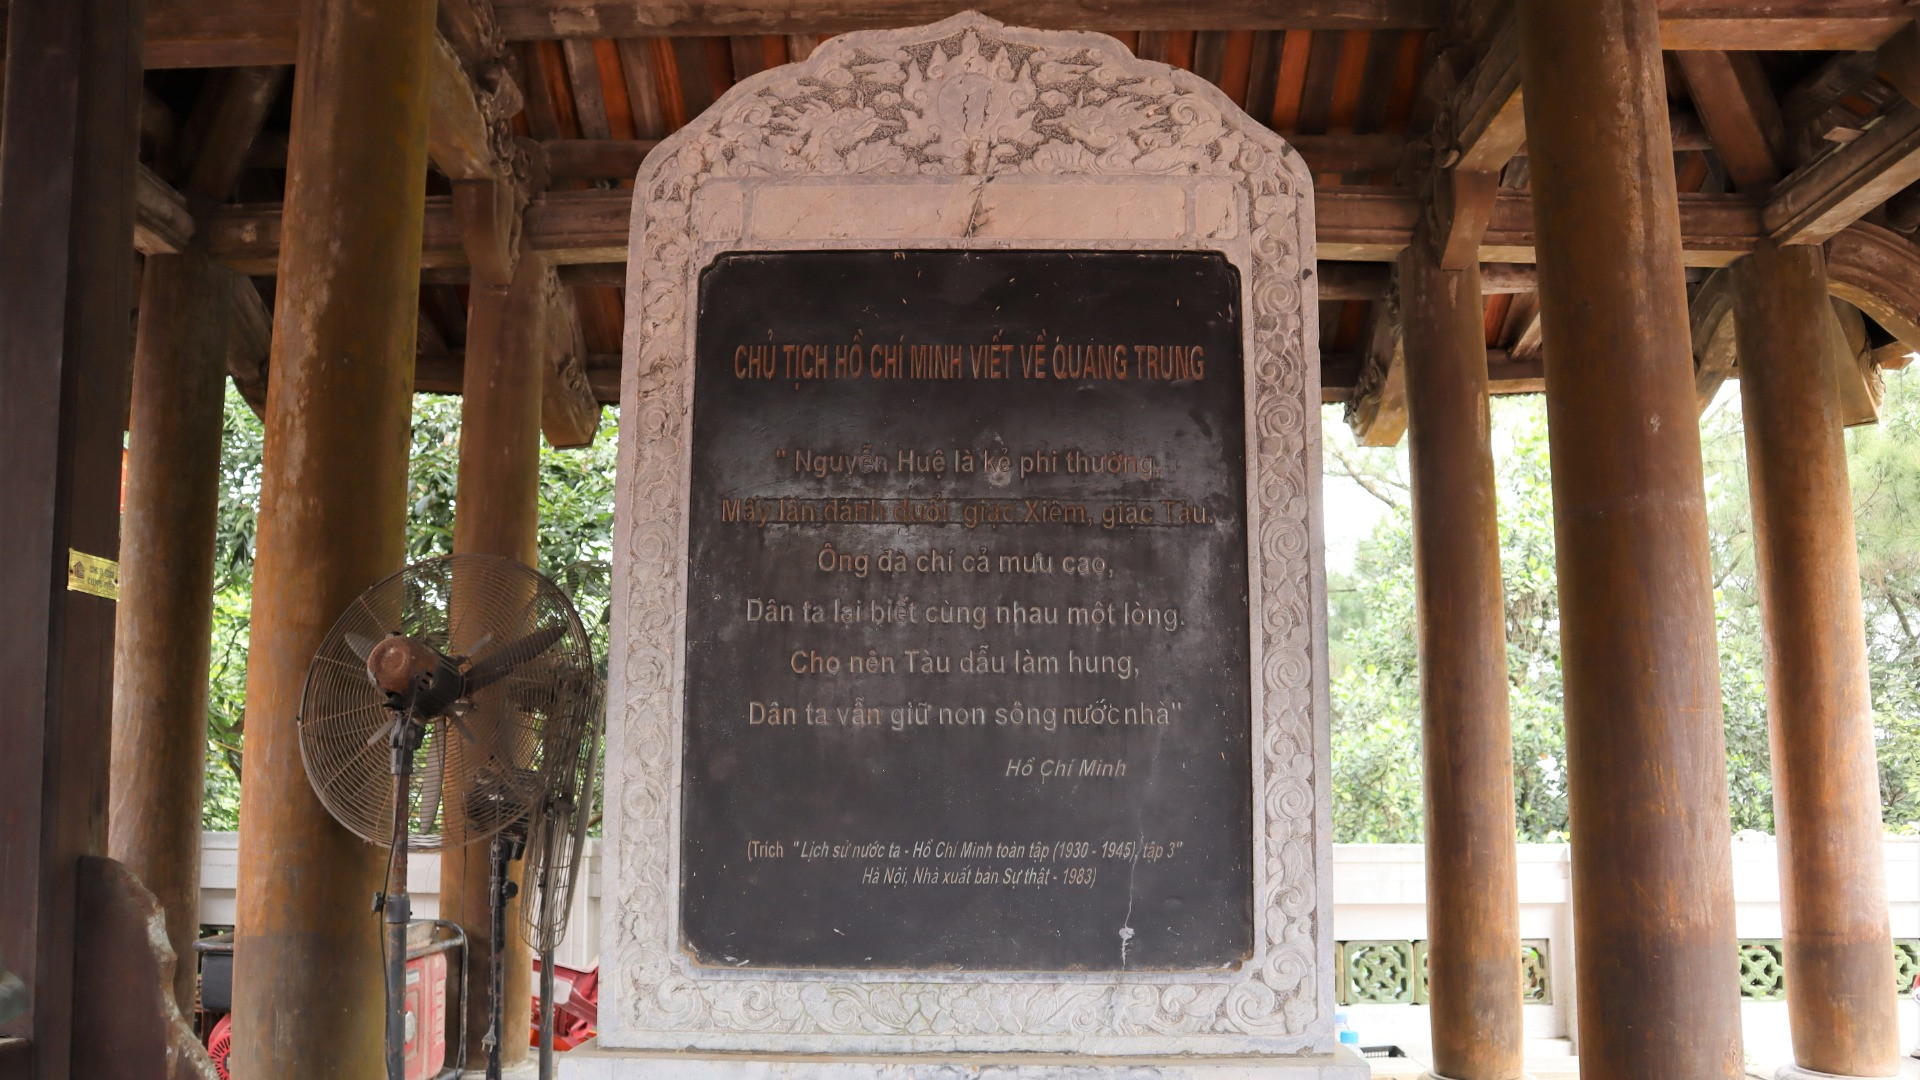 CHỦ TỊCH HỒ CHÍ MINH VIẾT VỀ QUANG TRUNG
" Nguyễn Huệ là kẻ phi thường,
Mấy lần đánh đuổi giặc Xiêm, giặc Tàu.
Ông đà chí cả mưu cao,
Dân ta lại biết cùng nhau một lòng.
Cho nên Tàu dẫu làm hung,
Dân ta vẫn giữ non sông nước nhà"
Hồ Chí Minh
(Trích "Lịch sử nước ta - Hồ Chí Minh toàn tập (1930 - 1945), tập 3"
Hà Nội, Nhà xuất bản Sự thật - 1983)